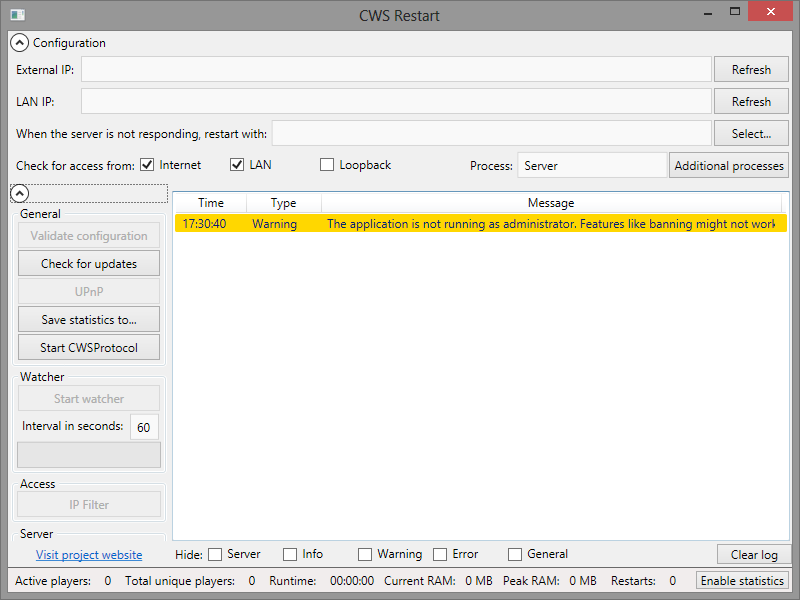 CWS Restart
Configuration
External IP: Refresh
LAN IP: Refresh
When the server is not responding, restart with: Select...
Check for access from: Internet LAN Loopback Process: Server Additional processes
General
Validate configuration
Check for updates
UPnP
Save statistics to...
Start CWSProtocol
Watcher
Start watcher
Interval in seconds: 60
Access
IP Filter
Server
Visit project website
Time Type Message
17:30:40 Warning The application is not running as administrator. Features like banning might not work
Hide: Server Info Warning Error General Clear log
Active players: 0 Total unique players: 0 Runtime: 00:00:00 Current RAM: 0 MB Peak RAM: 0 MB Restarts: 0 Enable statistics